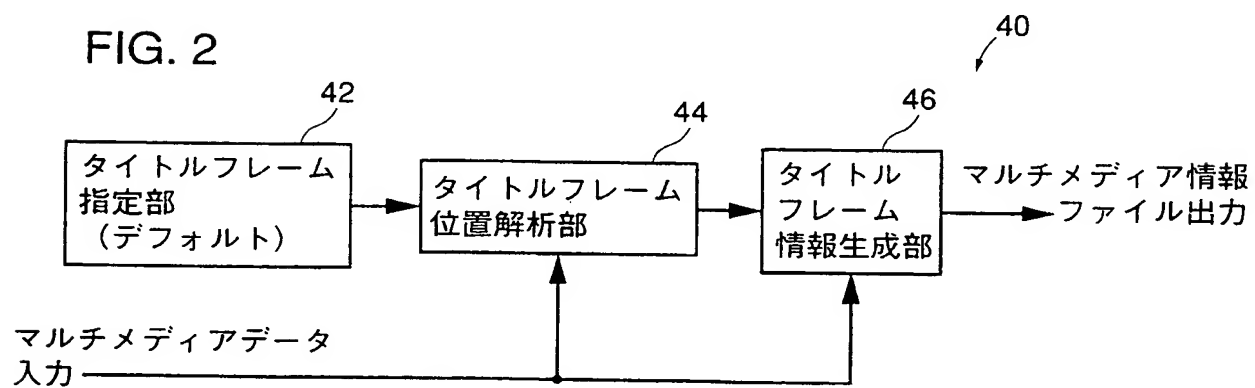 FIG. 2
40
42
タイトルフレーム
指定部
(デフォルト)
44
タイトルフレーム
位置解析部
46
タイトル
フレーム
情報生成部
マルチメディア情報
ファイル出力
マルチメディアデータ
入力